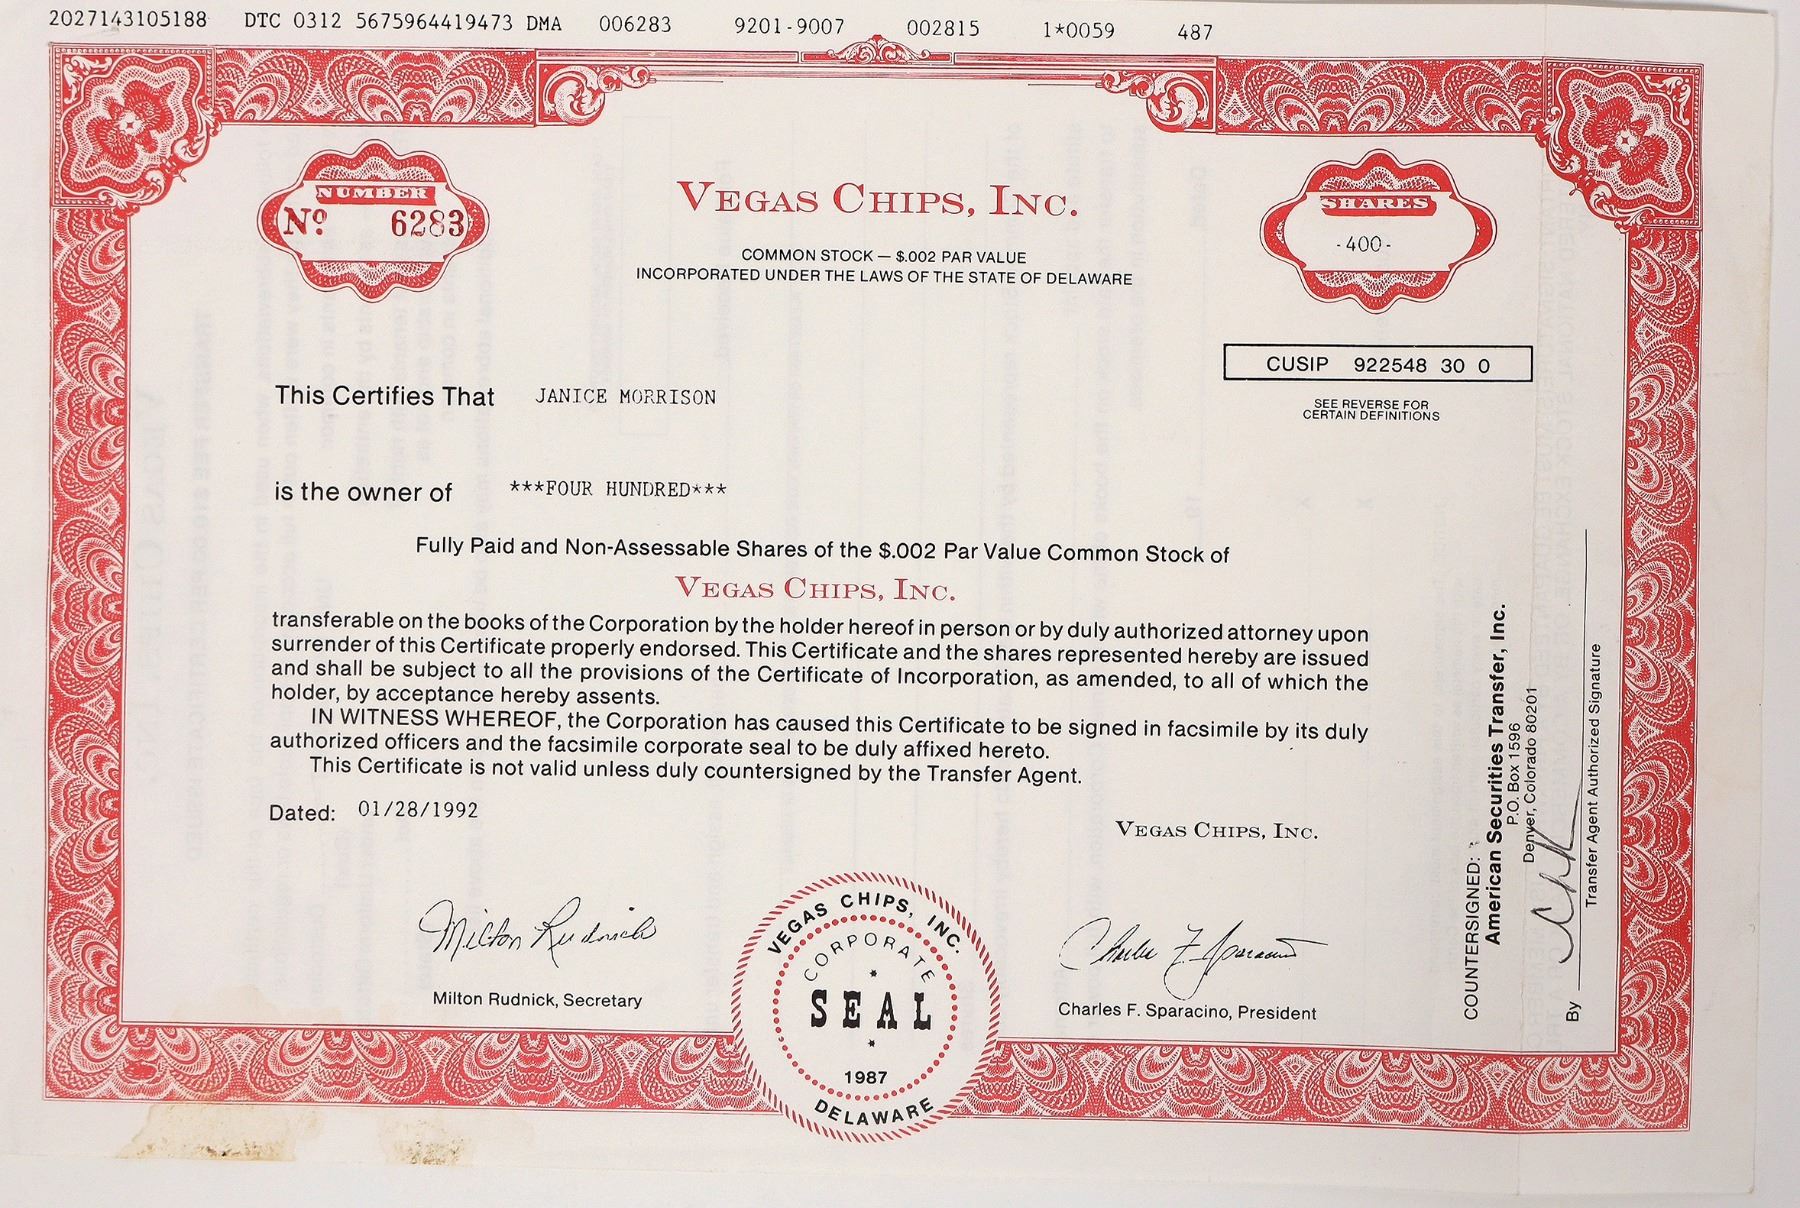 2027143105188 DTC 0312 5675964419473 DMA 006283 9201-9007 002815 1*0059 487
NUMBER
Nº 6283
VEGAS CHIPS, INC.
COMMON STOCK — $.002 PAR VALUE
INCORPORATED UNDER THE LAWS OF THE STATE OF DELAWARE
SHARES
-400-
CUSIP 922548 30 0
SEE REVERSE FOR
CERTAIN DEFINITIONS
This Certifies That JANICE MORRISON
is the owner of ***FOUR HUNDRED***
Fully Paid and Non-Assessable Shares of the $.002 Par Value Common Stock of
VEGAS CHIPS, INC.
transferable on the books of the Corporation by the holder hereof in person or by duly authorized attorney upon
surrender of this Certificate properly endorsed. This Certificate and the shares represented hereby are issued
and shall be subject to all the provisions of the Certificate of Incorporation, as amended, to all of which the
holder, by acceptance hereby assents.
IN WITNESS WHEREOF, the Corporation has caused this Certificate to be signed in facsimile by its duly
authorized officers and the facsimile corporate seal to be duly affixed hereto.
This Certificate is not valid unless duly countersigned by the Transfer Agent.
Dated: 01/28/1992
VEGAS CHIPS, INC.
Milton Rudnick
Milton Rudnick, Secretary
VEGAS CHIPS, INC.
CORPORATE
SEAL
1987
DELAWARE
Charles F. Sparacino
Charles F. Sparacino, President
COUNTERSIGNED:
American Securities Transfer, Inc.
P.O. Box 1596
Denver, Colorado 80201
By
Transfer Agent Authorized Signature